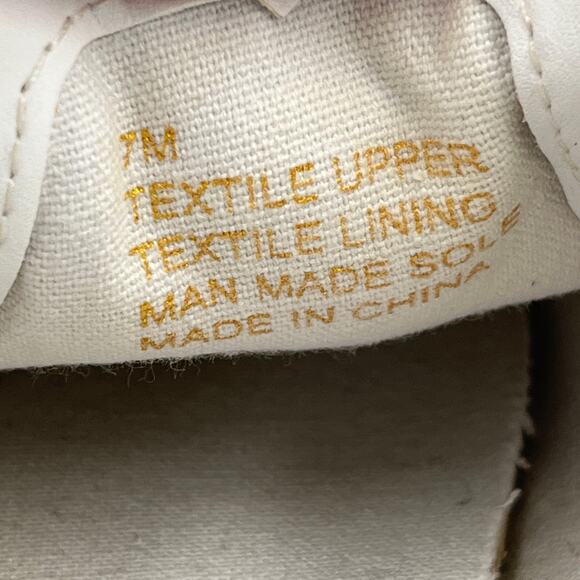 7M
TEXTILE UPPER
TEXTILE LINING
MAN MADE SOLE
MADE IN CHINA